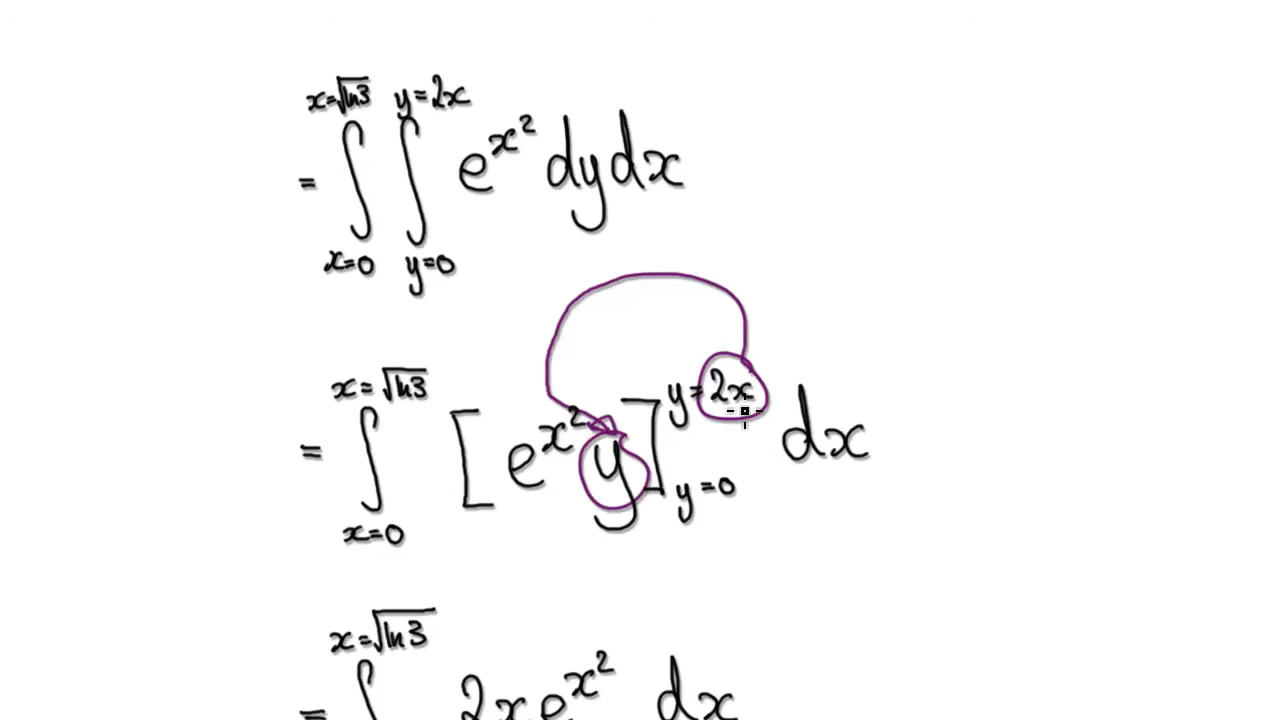 x=√ln3 y=2x
= ∫ ∫ e^x² dy dx
x=0 y=0
x=√ln3 y=2x
= ∫ [e^x² y] dx
y=0
x=0
x=√ln3
= ∫ 2xe^x² dx